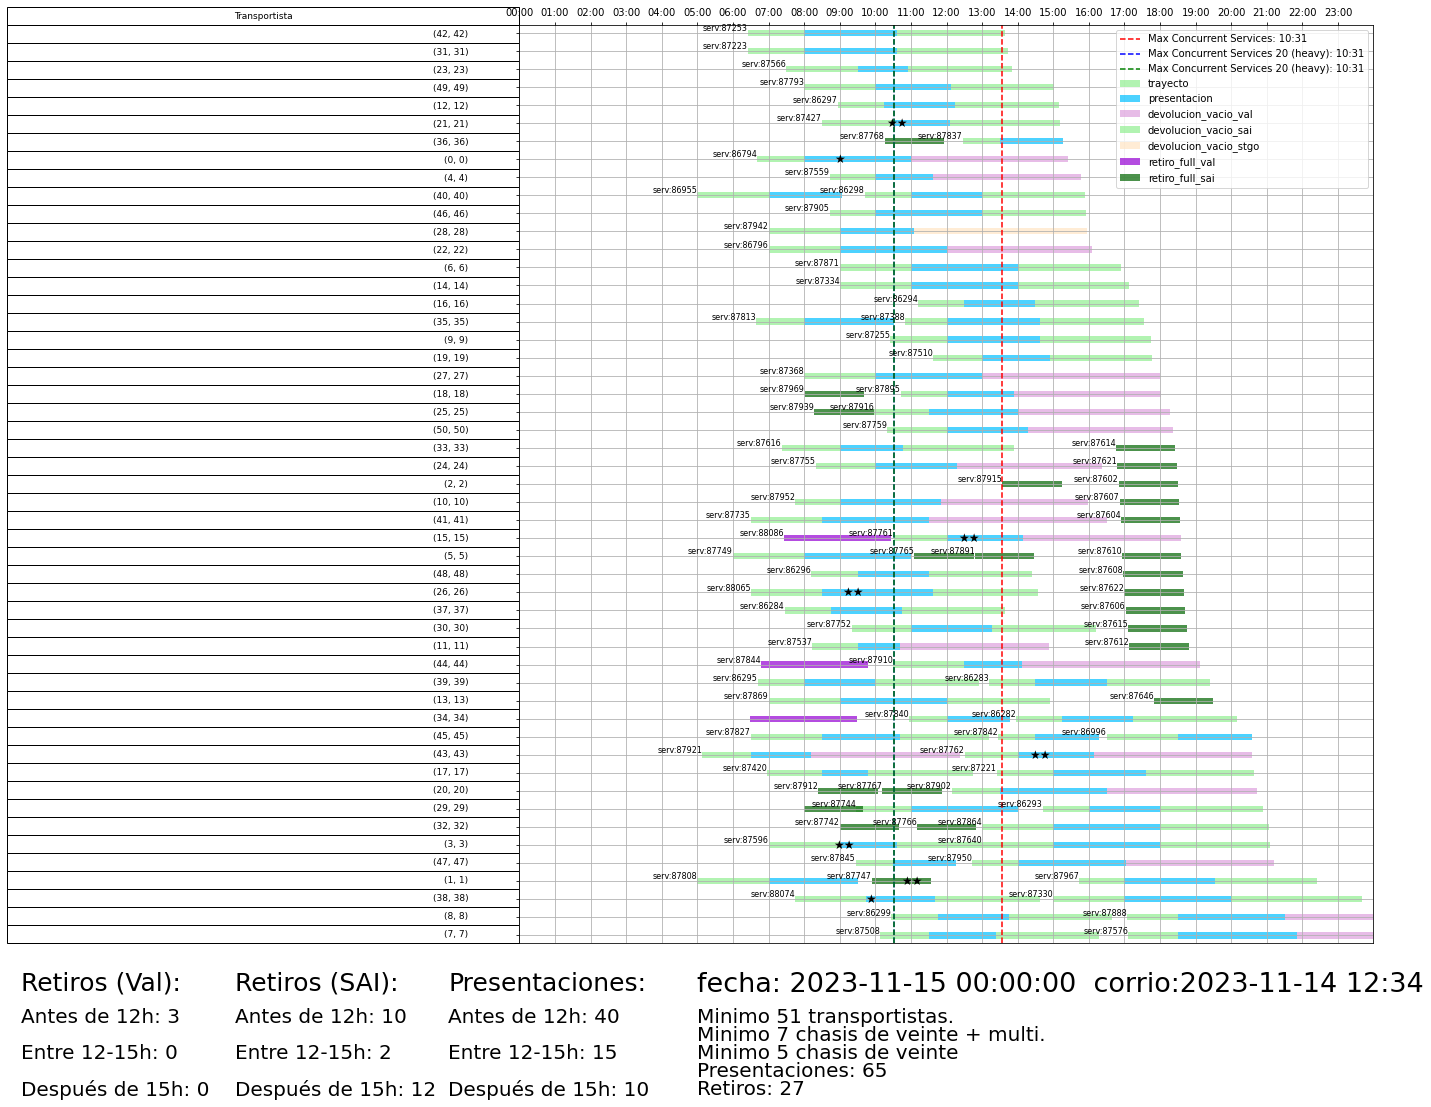 Transportista
00:00 01:00 02:00 03:00 04:00 05:00 06:00 07:00 08:00 09:00 10:00 11:00 12:00 13:00 14:00 15:00 16:00 17:00 18:00 19:00 20:00 21:00 22:00 23:00
Max Concurrent Services: 10:31
Max Concurrent Services 20 (heavy): 10:31
Max Concurrent Services 20 (heavy): 10:31
trayecto
presentacion
devolucion_vacio_val
devolucion_vacio_sai
devolucion_vacio_stgo
retiro_full_val
retiro_full_sai
(42, 42) serv:87253
(31, 31) serv:87223
(23, 23) serv:87566
(49, 49) serv:87793
(12, 12) serv:86297
(21, 21) serv:87427
(36, 36) serv:87768 serv:87837
(0, 0) serv:86794
(4, 4) serv:87559
(40, 40) serv:86955 serv:86298
(46, 46) serv:87905
(28, 28) serv:87942
(22, 22) serv:86796
(6, 6) serv:87871
(14, 14) serv:87334
(16, 16) serv:86294
(35, 35) serv:87813 serv:87388
(9, 9) serv:87255
(19, 19) serv:87510
(27, 27) serv:87368
(18, 18) serv:87969 serv:87895
(25, 25) serv:87939 serv:87916
(50, 50) serv:87759
(33, 33) serv:87616 serv:87614
(24, 24) serv:87755 serv:87621
(2, 2) serv:87915 serv:87602
(10, 10) serv:87952 serv:87607
(41, 41) serv:87735 serv:87604
(15, 15) serv:88086 serv:87761
(5, 5) serv:87749 serv:87765 serv:87891 serv:87610
(48, 48) serv:86296 serv:87608
(26, 26) serv:88065 serv:87622
(37, 37) serv:86284 serv:87606
(30, 30) serv:87752 serv:87615
(11, 11) serv:87537 serv:87612
(44, 44) serv:87844 serv:87910
(39, 39) serv:86295 serv:86283
(13, 13) serv:87869 serv:87646
(34, 34) serv:87840 serv:86282
(45, 45) serv:87827 serv:87842 serv:86996
(43, 43) serv:87921 serv:87762
(17, 17) serv:87420 serv:87221
(20, 20) serv:87912 serv:87767 serv:87902
(29, 29) serv:87744 serv:86293
(32, 32) serv:87742 serv:87766 serv:87864
(3, 3) serv:87596 serv:87640
(47, 47) serv:87845 serv:87950
(1, 1) serv:87808 serv:87747 serv:87967
(38, 38) serv:88074 serv:87330
(8, 8) serv:86299 serv:87888
(7, 7) serv:87508 serv:87576
Retiros (Val):
Antes de 12h: 3
Entre 12-15h: 0
Después de 15h: 0
Retiros (SAI):
Antes de 12h: 10
Entre 12-15h: 2
Después de 15h: 12
Presentaciones:
Antes de 12h: 40
Entre 12-15h: 15
Después de 15h: 10
fecha: 2023-11-15 00:00:00 corrio:2023-11-14 12:34
Minimo 51 transportistas.
Minimo 7 chasis de veinte + multi.
Minimo 5 chasis de veinte
Presentaciones: 65
Retiros: 27